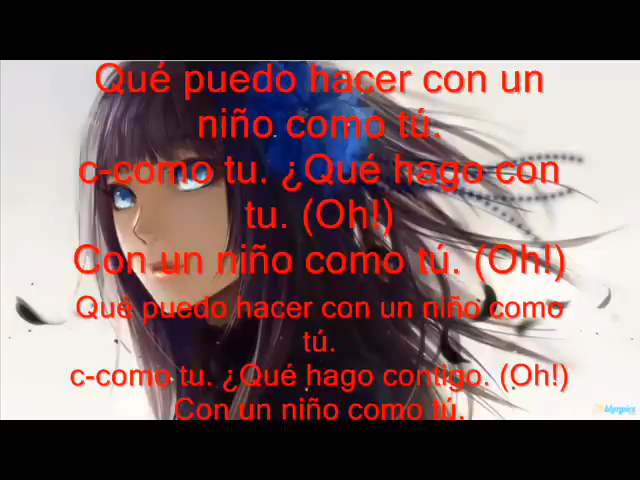 Qué puedo hacer con un
niño como tú.
c-como tu. ¿Qué hago con
tu. (Oh!)
Con un niño como tú. (Oh!)
Qué puedo hacer con un niño como
tú.
c-como tu. ¿Qué hago contigo. (Oh!)
Con un niño como tú.